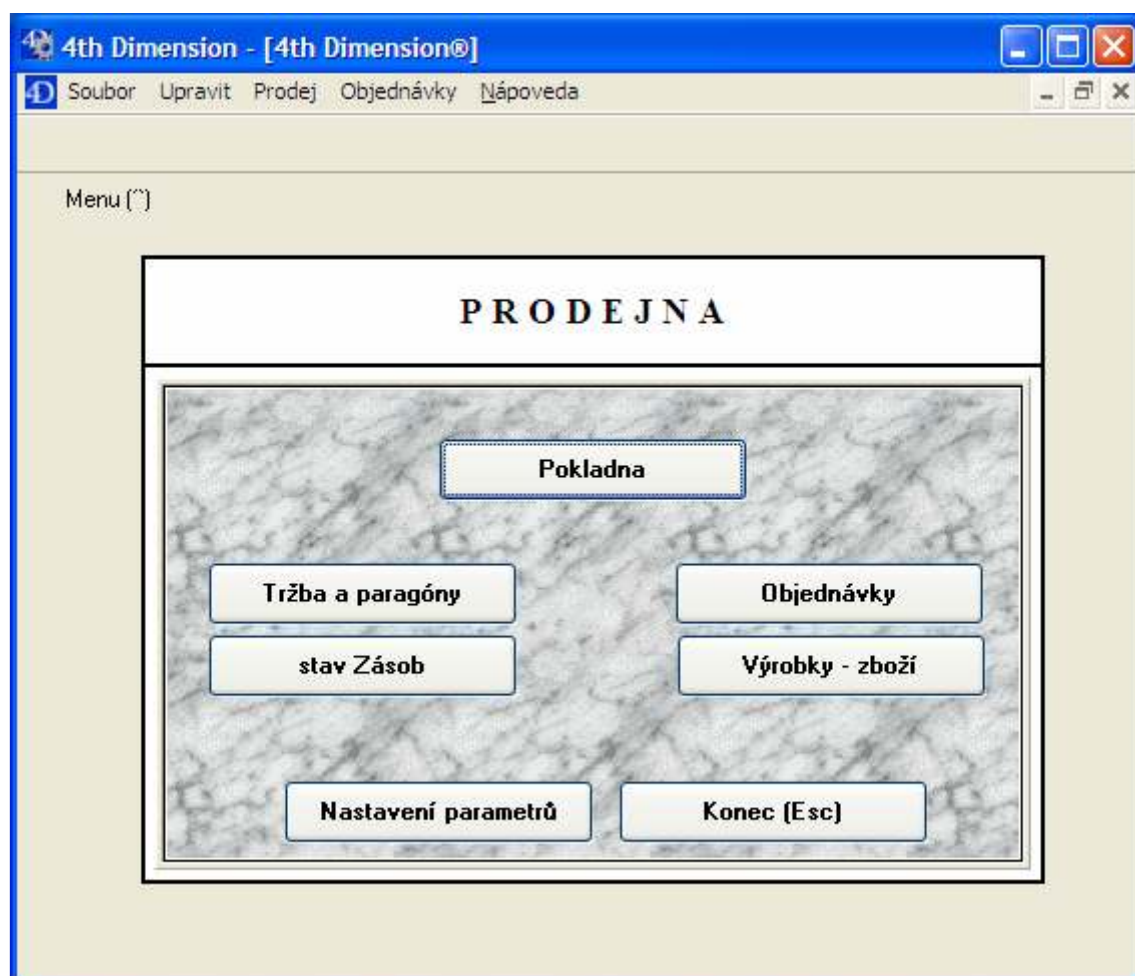 4th Dimension - [4th Dimension®]
Soubor Upravit Prodej Objednávky Nápoveda
Menu (^)
P R O D E J N A
Pokladna
Tržba a paragóny Objednávky
stav Zásob Výrobky - zboží
Nastavení parametrů Konec (Esc)